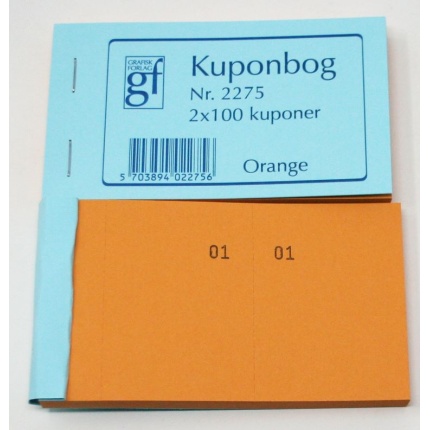 GRAFISK
FORLAG
gf
Kuponbog
Nr. 2275
2x100 kuponer
5 703894 022756
Orange
01 01